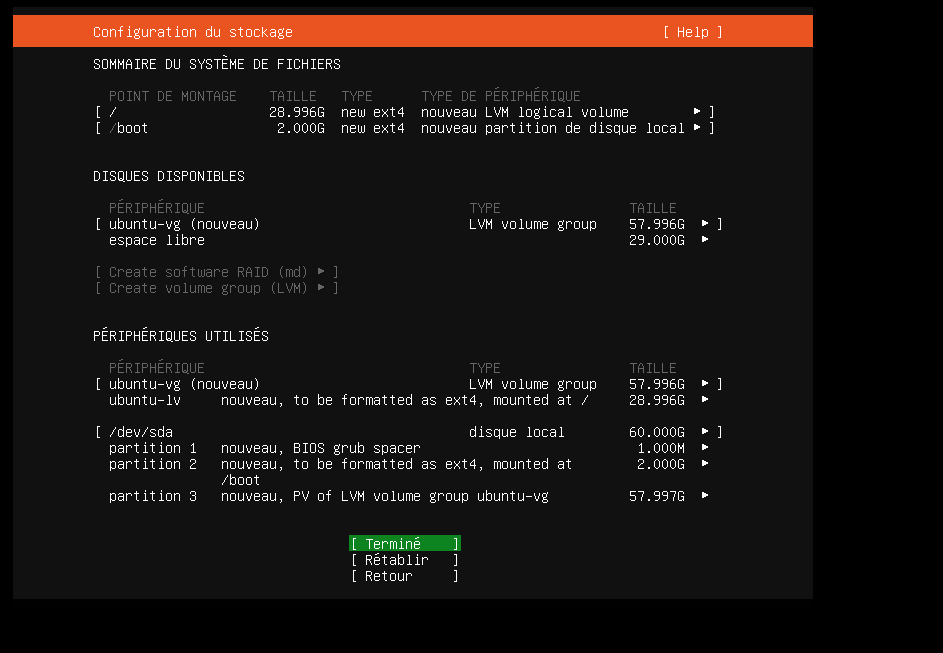 Configuration du stockage [ Help ]
SOMMAIRE DU SYSTÈME DE FICHIERS
POINT DE MONTAGE TAILLE TYPE TYPE DE PÉRIPHÉRIQUE
[ / 28.996G new ext4 nouveau LVM logical volume ▸ ]
[ /boot 2.000G new ext4 nouveau partition de disque local ▸ ]
DISQUES DISPONIBLES
PÉRIPHÉRIQUE TYPE TAILLE
[ ubuntu-vg (nouveau) LVM volume group 57.996G ▸ ]
espace libre 29.000G ▸
[ Create software RAID (md) ▸ ]
[ Create volume group (LVM) ▸ ]
PÉRIPHÉRIQUES UTILISÉS
PÉRIPHÉRIQUE TYPE TAILLE
[ ubuntu-vg (nouveau) LVM volume group 57.996G ▸ ]
ubuntu-lv nouveau, to be formatted as ext4, mounted at / 28.996G ▸
[ /dev/sda disque local 60.000G ▸ ]
partition 1 nouveau, BIOS grub spacer 1.000M ▸
partition 2 nouveau, to be formatted as ext4, mounted at 2.000G ▸
/boot
partition 3 nouveau, PV of LVM volume group ubuntu-vg 57.997G ▸
[ Terminé ]
[ Rétablir ]
[ Retour ]